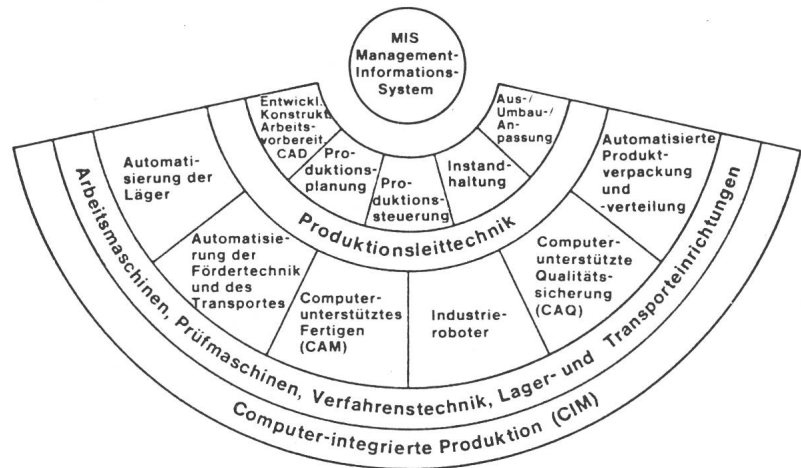 MIS
Management-
Informations-
System
Entwickl.
Konstrukt.
Arbeits-
vorbereit.
CAD
Pro-
duktions-
planung
Pro-
duktions-
steuerung
Instand-
haltung
Aus-/
Umbau-/
An-
passung
Produktionsleittechnik
Automati-
sierung der
Läger
Automatisie-
rung der
Fördertechnik
und des
Transportes
Computer-
unterstütztes
Fertigen
(CAM)
Industrie-
roboter
Computer-
unterstützte
Qualitäts-
sicherung
(CAQ)
Automatisierte
Produkt-
verpackung
und
-verteilung
Arbeitsmaschinen, Prüfmaschinen, Verfahrenstechnik, Lager- und Transporteinrichtungen
Computer-integrierte Produktion (CIM)